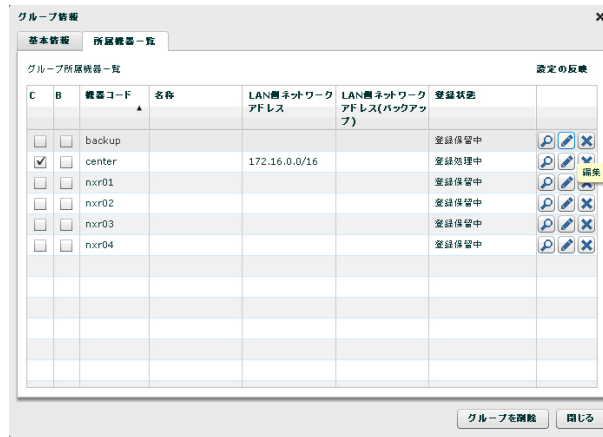 グループ情報
基本情報 所属機器一覧
グループ所属機器一覧 設定の反映
C B 機器コード 名称 LAN側ネットワーク LAN側ネットワーク 登録状態
アドレス アドレス(バックアッ
プ)
backup 登録保留中
center 172.16.0.0/16 登録処理中
編集
nxr01 登録保留中
nxr02 登録保留中
nxr03 登録保留中
nxr04 登録保留中
グループを削除 閉じる